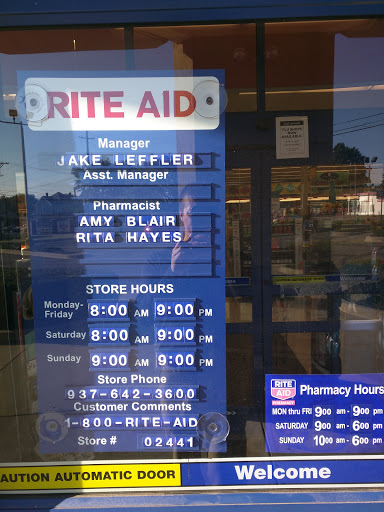 RITE AID
Manager
JAKE LEFFLER
Asst. Manager
Pharmacist
AMY BLAIR
RITA HAYES
STORE HOURS
Monday-
Friday 8:00 AM 9:00 PM
Saturday 8:00 AM 9:00 PM
Sunday 9:00 AM 9:00 PM
Store Phone
937-642-3600
Customer Comments
1-800-RITE-AID
Store # 02441
RITE
AID
PHARMACY
Pharmacy Hours
MON thru FRI 9:00 am - 9:00 pm
SATURDAY 9:00 am - 6:00 pm
SUNDAY 10:00 am - 6:00 pm
AUTION AUTOMATIC DOOR
Welcome